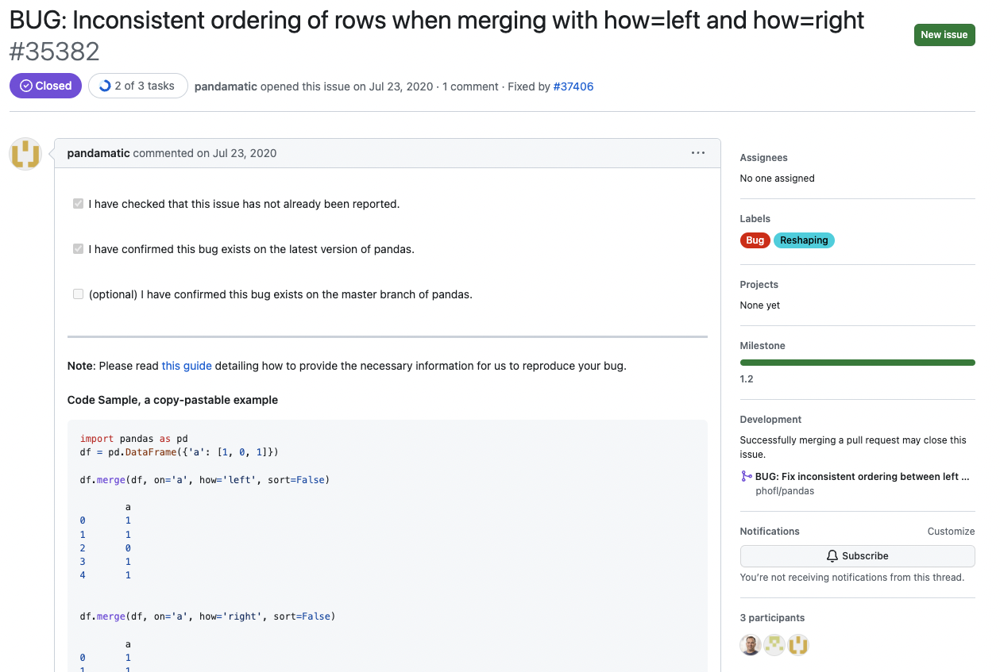 BUG: Inconsistent ordering of rows when merging with how=left and how=right
#35382
New issue
Closed
2 of 3 tasks
pandamatic opened this issue on Jul 23, 2020 · 1 comment · Fixed by #37406
pandamatic commented on Jul 23, 2020
I have checked that this issue has not already been reported.
I have confirmed this bug exists on the latest version of pandas.
(optional) I have confirmed this bug exists on the master branch of pandas.
Note: Please read this guide detailing how to provide the necessary information for us to reproduce your bug.
Code Sample, a copy-pastable example
import pandas as pd
df = pd.DataFrame({'a': [1, 0, 1]})
df.merge(df, on='a', how='left', sort=False)
a
0 1
1 1
2 0
3 1
4 1
df.merge(df, on='a', how='right', sort=False)
a
0 1
1 1
Assignees
No one assigned
Labels
Bug Reshaping
Projects
None yet
Milestone
1.2
Development
Successfully merging a pull request may close this
issue.
BUG: Fix inconsistent ordering between left ...
phofl/pandas
Notifications Customize
Subscribe
You're not receiving notifications from this thread.
3 participants